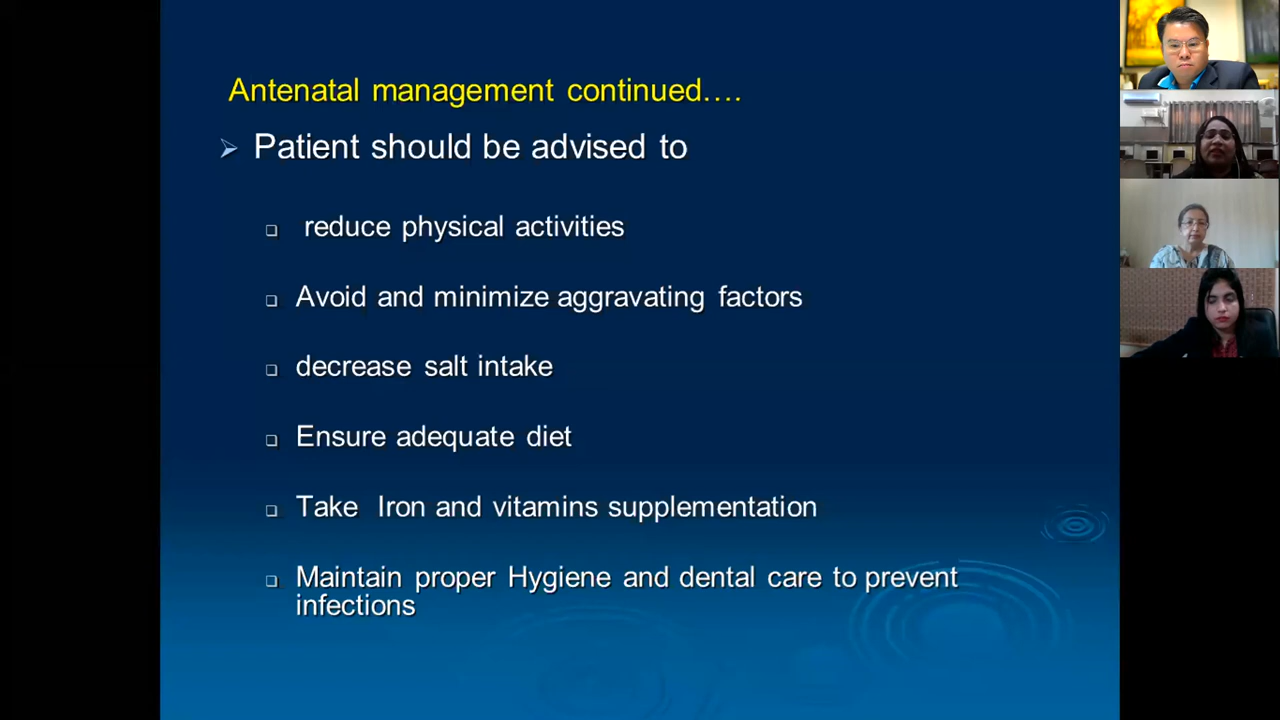 Antenatal management continued….
Patient should be advised to
reduce physical activities
Avoid and minimize aggravating factors
decrease salt intake
Ensure adequate diet
Take Iron and vitamins supplementation
Maintain proper Hygiene and dental care to prevent
infections